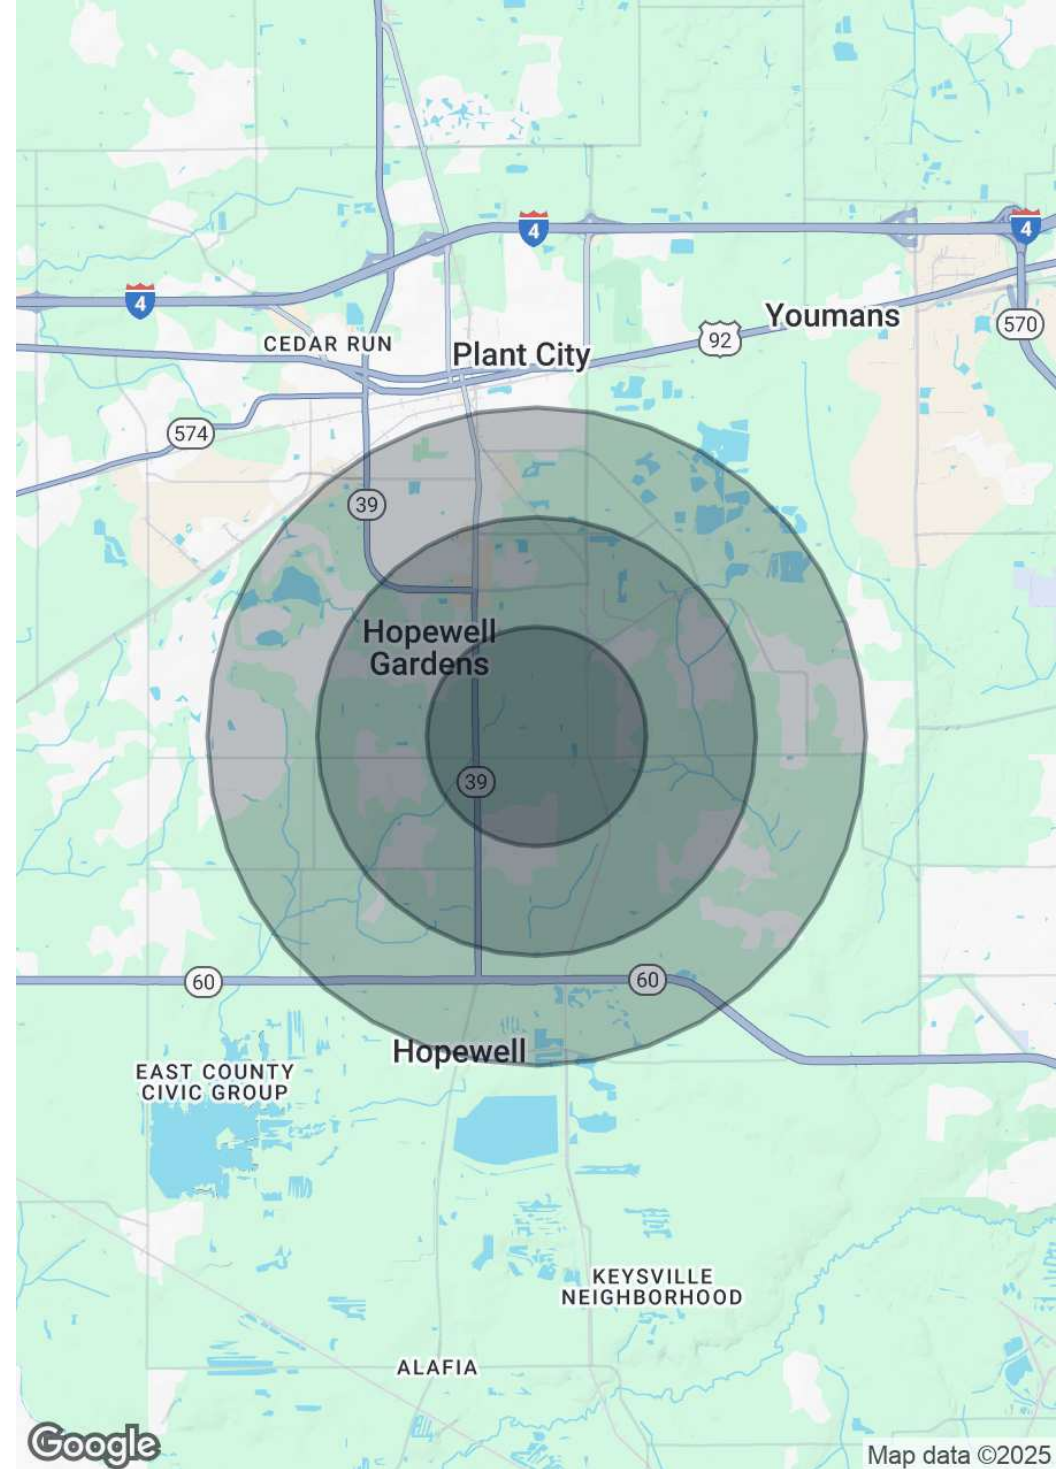 4
4
4
Youmans
570
92
CEDAR RUN
Plant City
574
39
Hopewell
Gardens
39
60
60
Hopewell
EAST COUNTY
CIVIC GROUP
KEYSVILLE
NEIGHBORHOOD
ALAFIA
Google
Map data ©2025